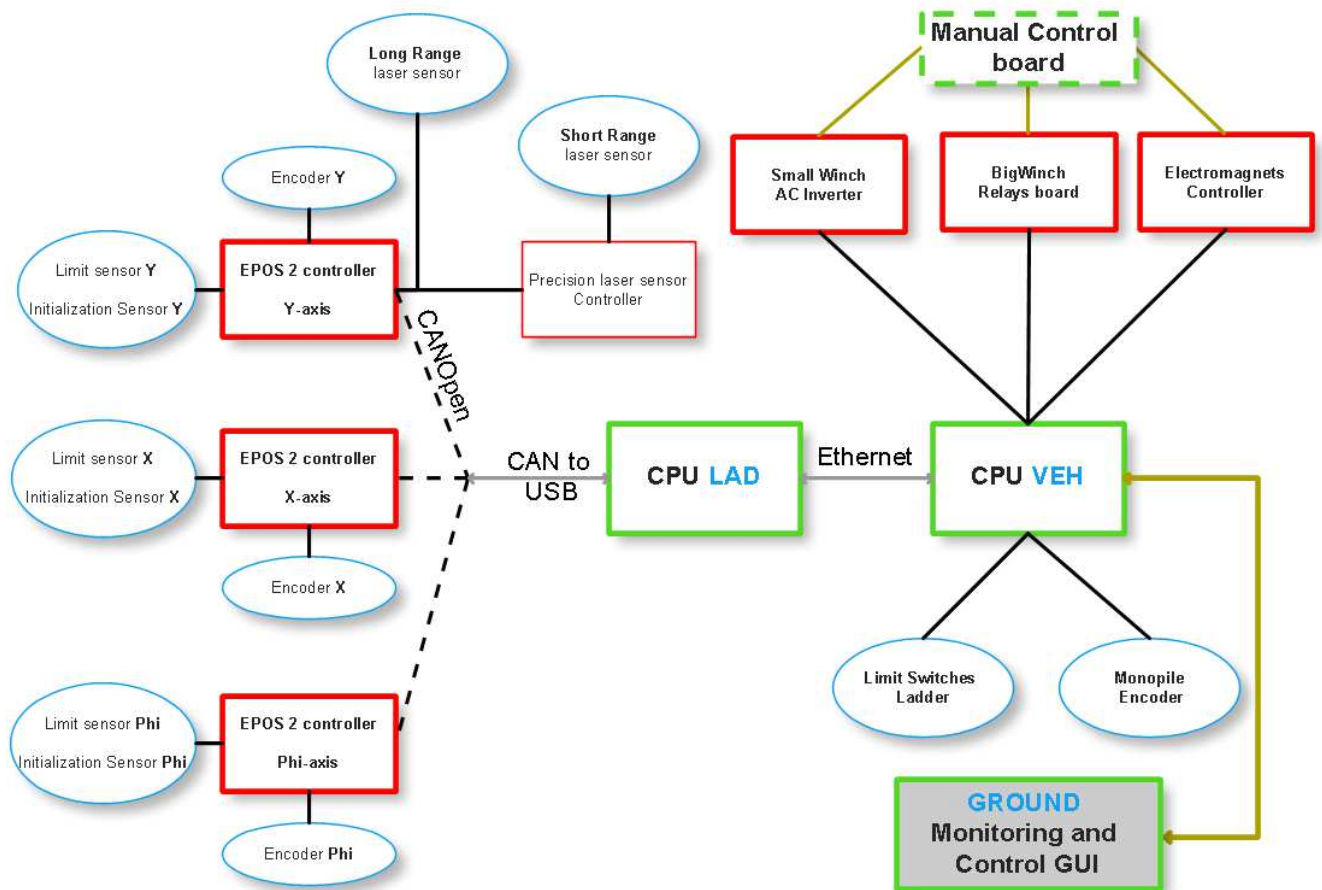 Long Range
laser sensor
Short Range
laser sensor
Encoder Y
Limit sensor Y
Initialization Sensor Y
EPOS 2 controller
Y-axis
Precision laser sensor
Controller
CANOpen
Manual Control
board
Small Winch
AC Inverter
BigWinch
Relays board
Electromagnets
Controller
Limit sensor X
Initialization Sensor X
EPOS 2 controller
X-axis
Encoder X
CAN to
USB
CPU LAD
Ethernet
CPU VEH
Limit Switches
Ladder
Monopile
Encoder
Limit sensor Phi
Initialization Sensor Phi
EPOS 2 controller
Phi-axis
Encoder Phi
GROUND
Monitoring and
Control GUI